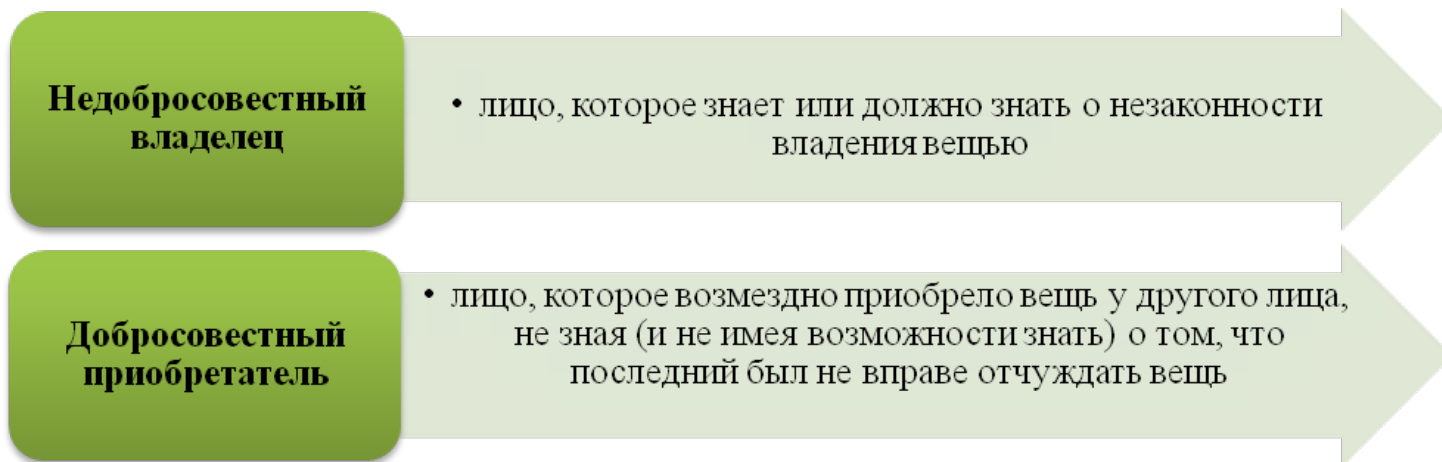 Недобросовестный
владелец
• лицо, которое знает или должно знать о незаконности
владения вещью
Добросовестный
приобретатель
• лицо, которое возмездно приобрело вещь у другого лица,
не зная (и не имея возможности знать) о том, что
последний был не вправе отчуждать вещь